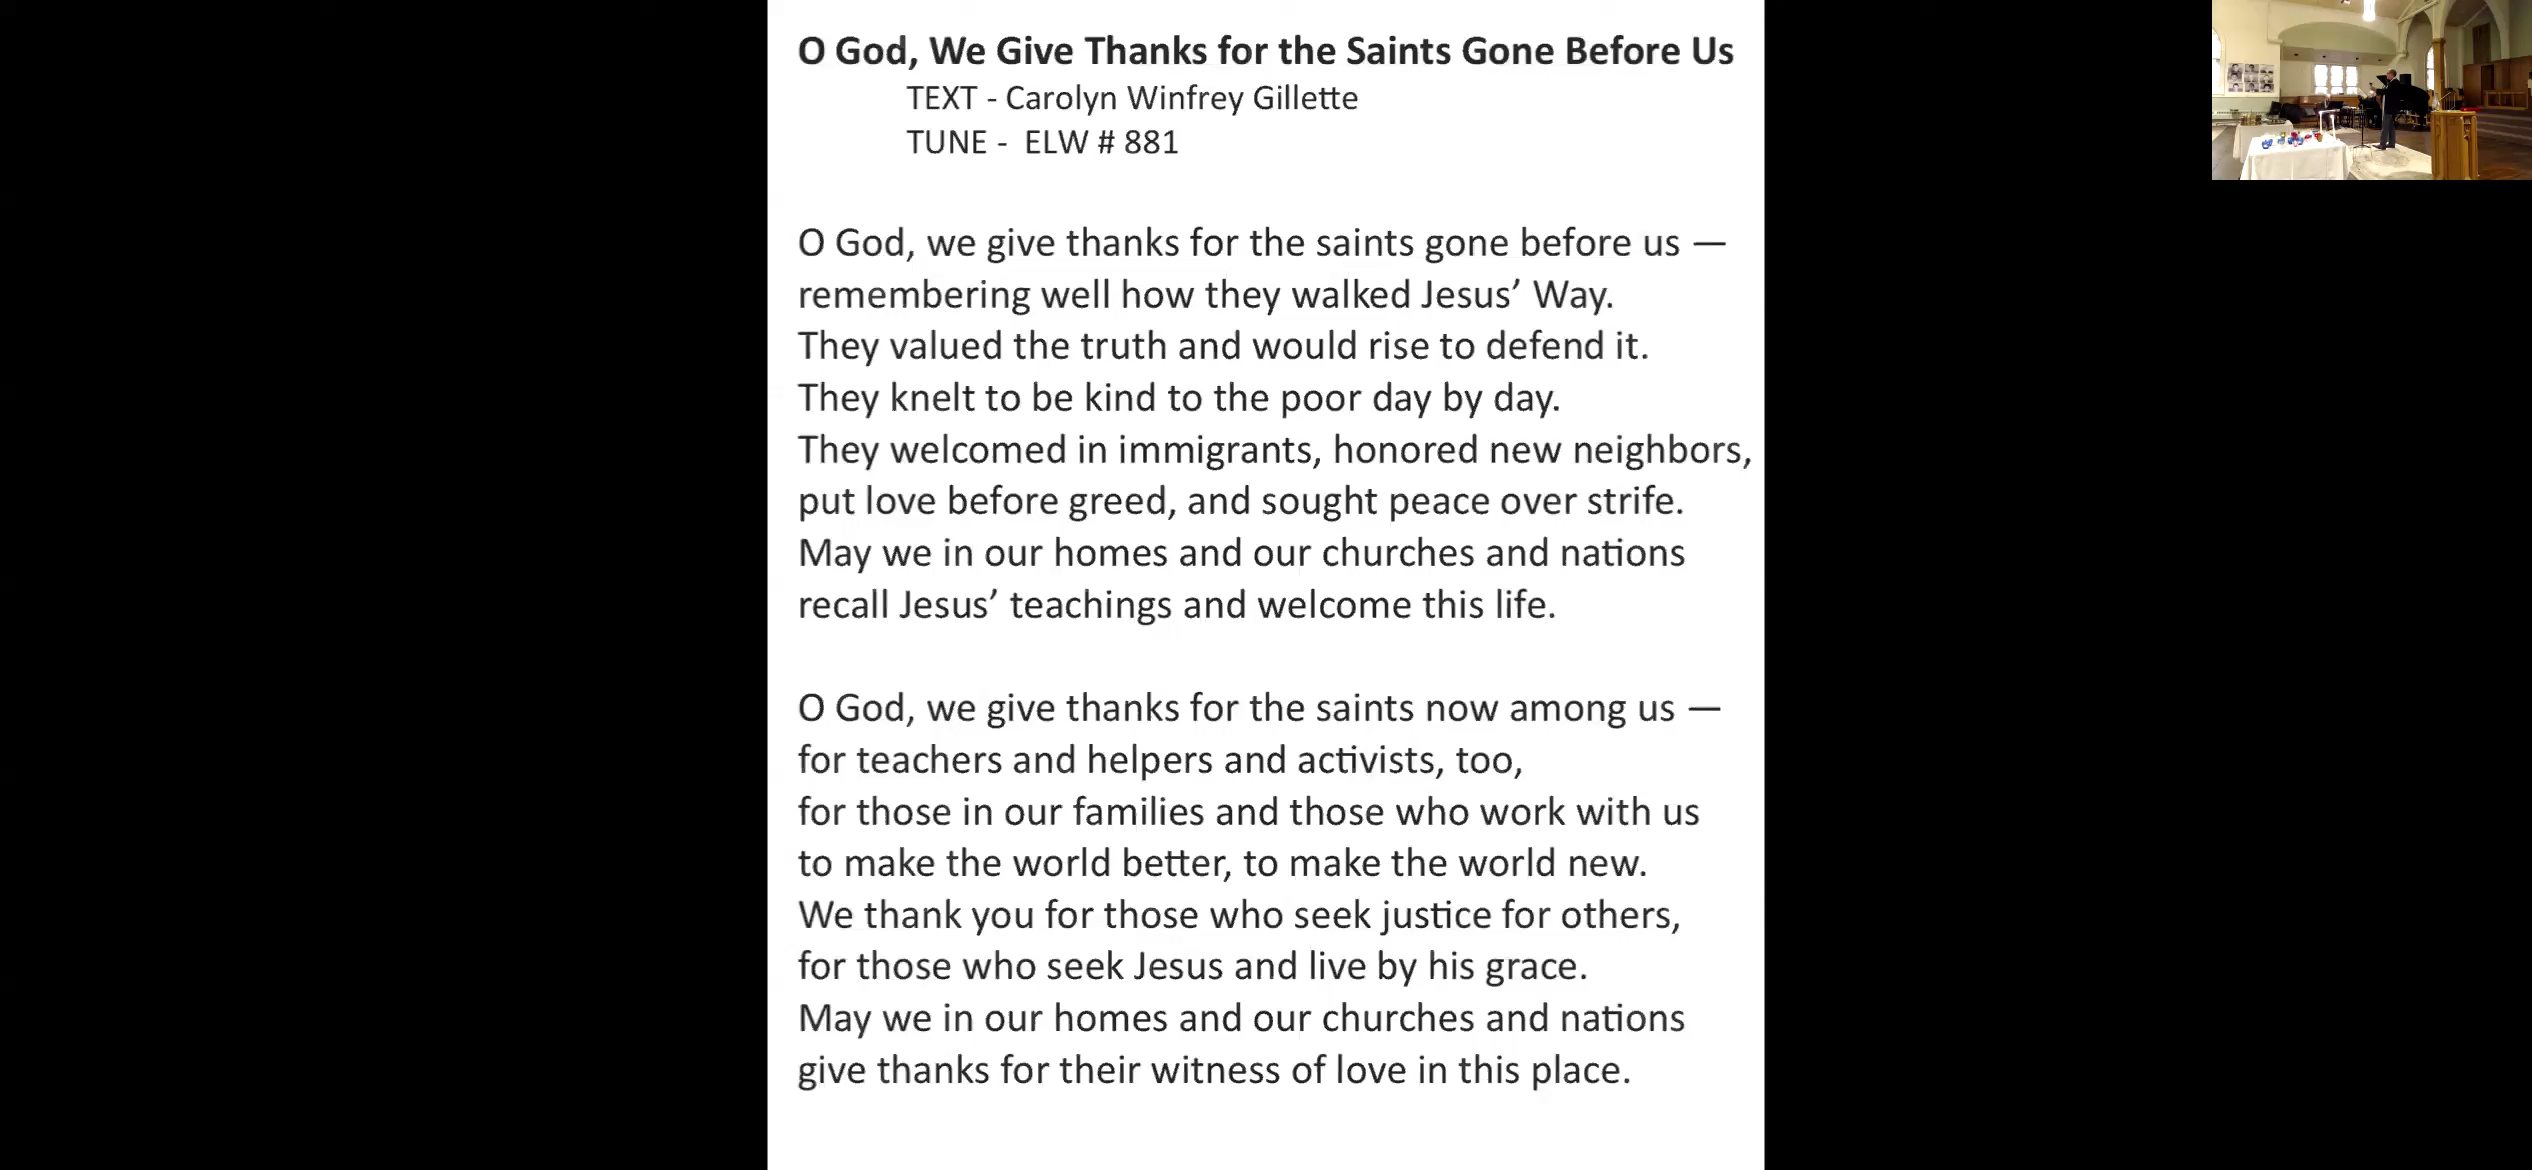 O God, We Give Thanks for the Saints Gone Before Us
TEXT - Carolyn Winfrey Gillette
TUNE - ELW # 881
O God, we give thanks for the saints gone before us —
remembering well how they walked Jesus’ Way.
They valued the truth and would rise to defend it.
They knelt to be kind to the poor day by day.
They welcomed in immigrants, honored new neighbors,
put love before greed, and sought peace over strife.
May we in our homes and our churches and nations
recall Jesus’ teachings and welcome this life.
O God, we give thanks for the saints now among us —
for teachers and helpers and activists, too,
for those in our families and those who work with us
to make the world better, to make the world new.
We thank you for those who seek justice for others,
for those who seek Jesus and live by his grace.
May we in our homes and our churches and nations
give thanks for their witness of love in this place.